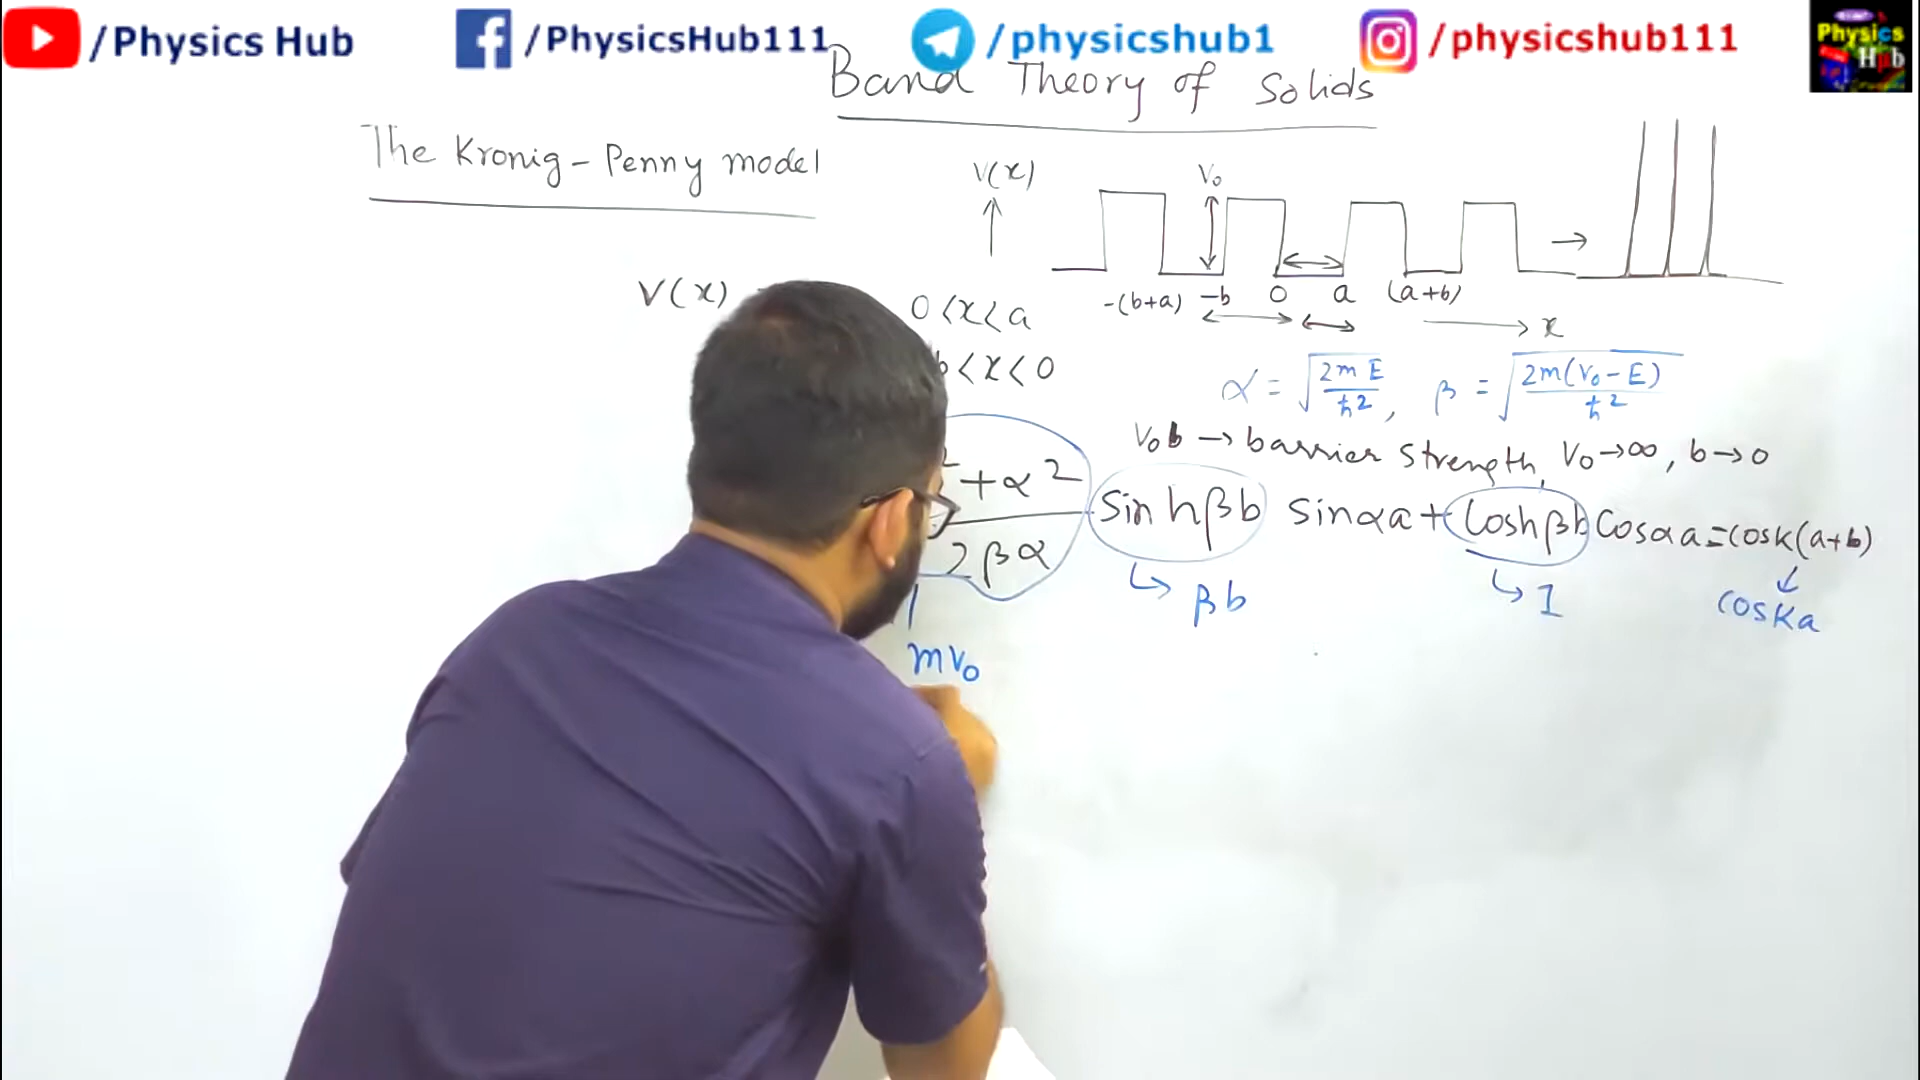 /Physics Hub
/PhysicsHub111
/physicshub1
/physicshub111
Physics Hub
Band Theory of Solids
The Kronig-Penny model
V(x)
V₀
-(b+a) -b 0 a (a+b)
x
V(x)
0<x<a
b<x<0
α = √(2mE/ħ²), β = √(2m(V₀-E)/ħ²)
V₀b → barrier strength, V₀→∞, b→0
² + α² / 2βα sinhβb sinαa + Coshβb Cosαa = cosk(a+b)
↳ βb
↳ 1
↓ cosKa
mV₀